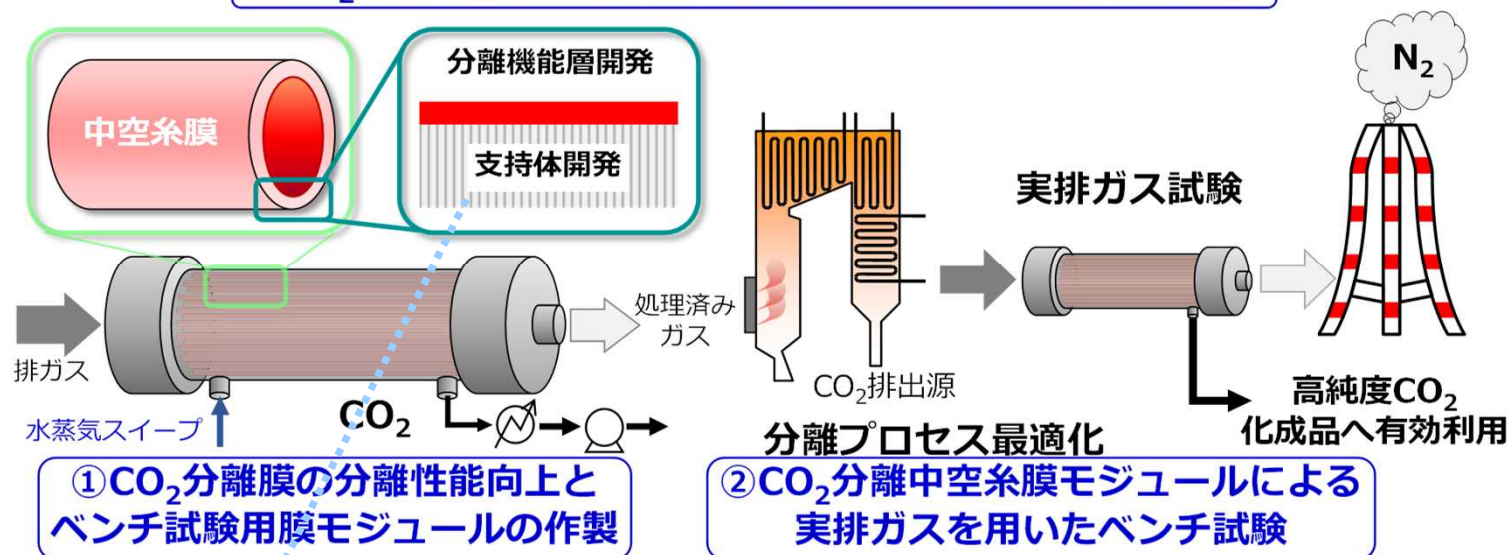 分離機能層開発
中空糸膜
支持体開発
排ガス
水蒸気スイープ
CO₂
処理済み
ガス
①CO₂分離膜の分離性能向上と
ベンチ試験用膜モジュールの作製
N₂
実排ガス試験
CO₂排出源
分離プロセス最適化
高純度CO₂
化成品へ有効利用
②CO₂分離中空糸膜モジュールによる
実排ガスを用いたベンチ試験